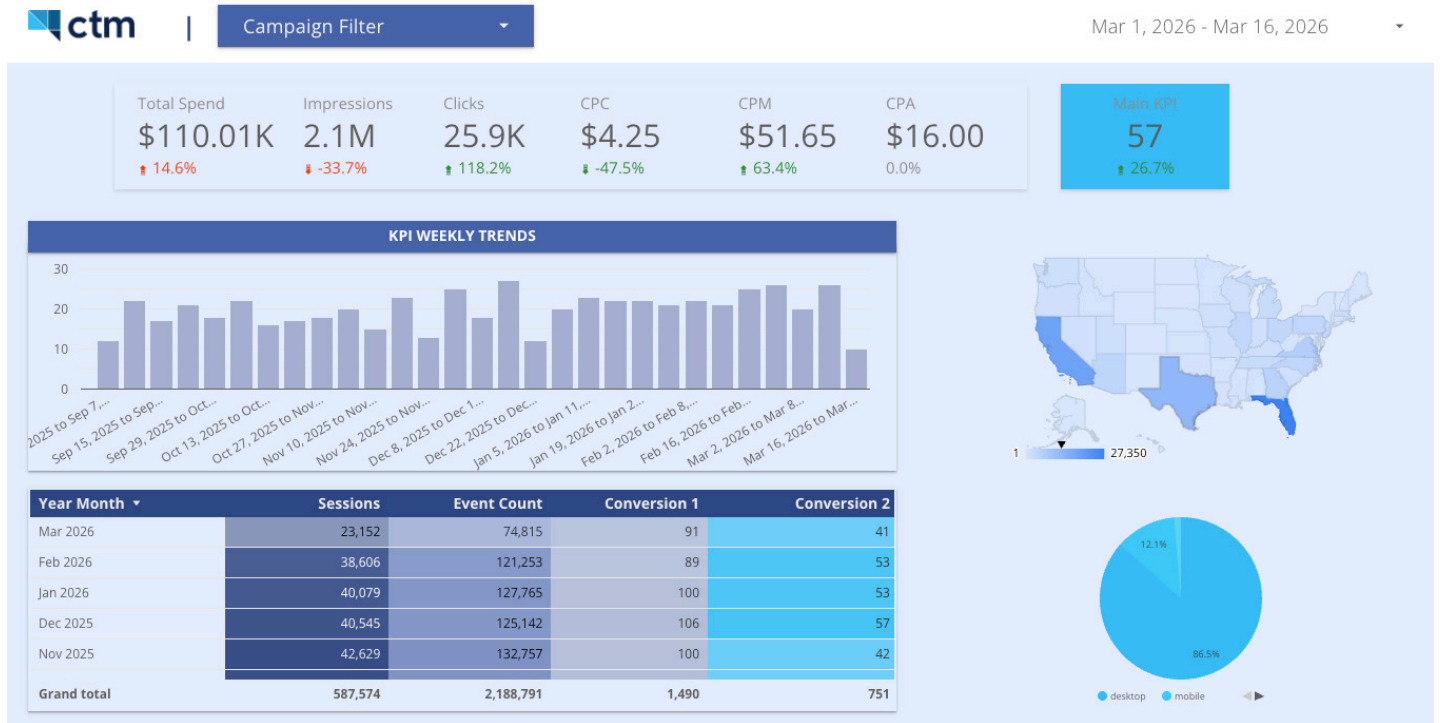 ctm | Campaign Filter Mar 1, 2026 - Mar 16, 2026
Total Spend Impressions Clicks CPC CPM CPA Main KPI
$110.01K 2.1M 25.9K $4.25 $51.65 $16.00 57
14.6% -33.7% 118.2% -47.5% 63.4% 0.0% 26.7%
KPI WEEKLY TRENDS
30
20
10
0
2025 to Sep 7,...
Sep 15, 2025 to Sep...
Sep 29, 2025 to Oct...
Oct 13, 2025 to Oct...
Oct 27, 2025 to Nov...
Nov 10, 2025 to Nov...
Nov 24, 2025 to Nov...
Dec 8, 2025 to Dec 1...
Dec 22, 2025 to Dec...
Jan 5, 2026 to Jan 11,...
Jan 19, 2026 to Jan 2...
Feb 2, 2026 to Feb 8,...
Feb 16, 2026 to Feb...
Mar 2, 2026 to Mar 8...
Mar 16, 2026 to Mar...
1 27,350
Year Month Sessions Event Count Conversion 1 Conversion 2
Mar 2026 23,152 74,815 91 41
Feb 2026 38,606 121,253 89 53
Jan 2026 40,079 127,765 100 53
Dec 2025 40,545 125,142 106 57
Nov 2025 42,629 132,757 100 42
Grand total 587,574 2,188,791 1,490 751
12.1%
86.5%
desktop mobile